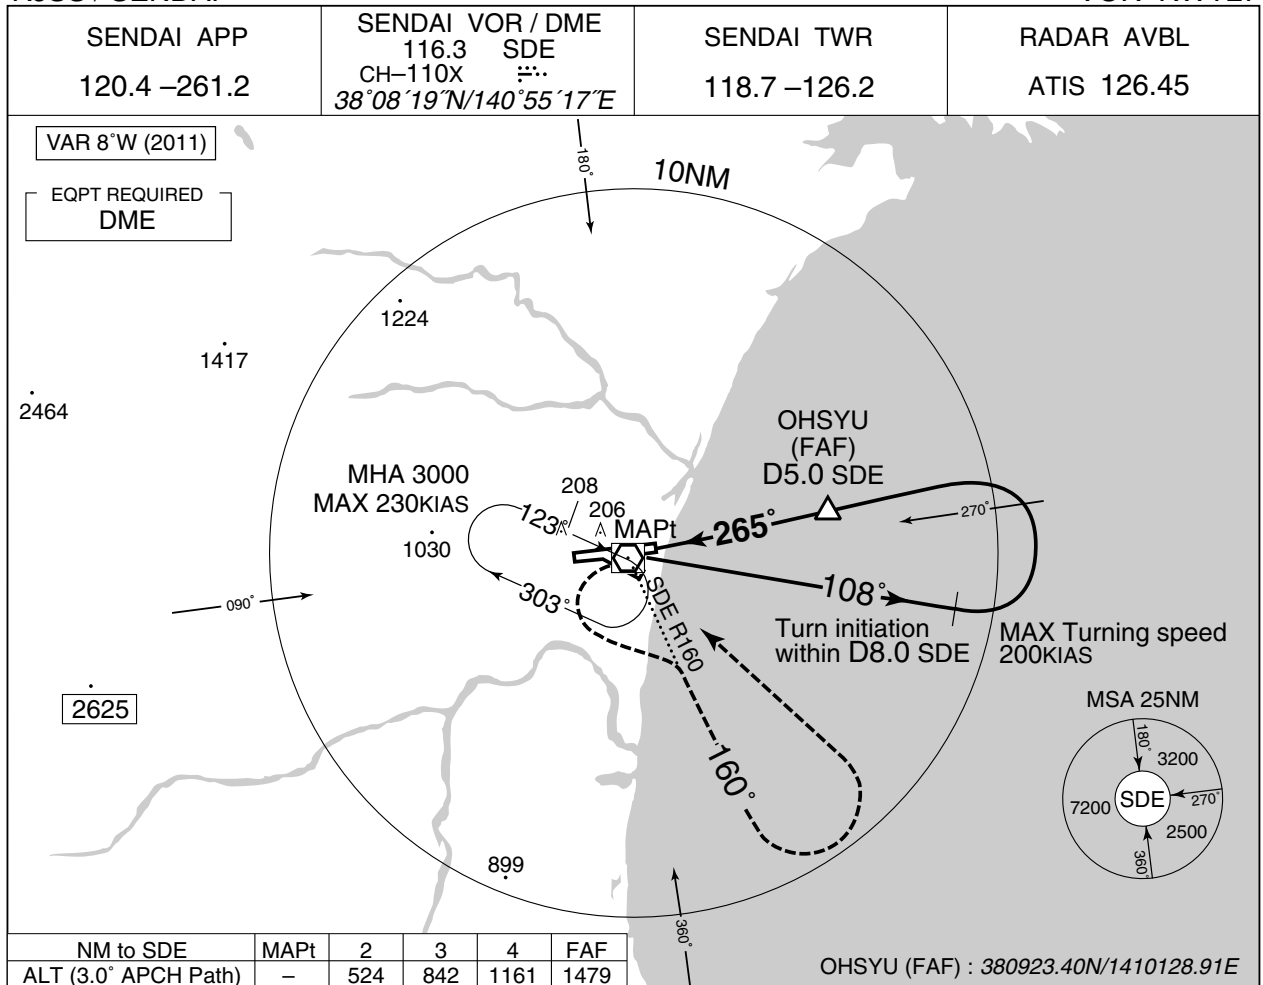 SENDAI APP
120.4 –261.2
SENDAI VOR / DME
116.3 SDE
CH–110X
38˚08´19˝N/140˚55´17˝E
SENDAI TWR
118.7 –126.2
RADAR AVBL
ATIS 126.45
VAR 8˚W (2011)
EQPT REQUIRED
DME
180˚
10NM
1224
1417
2464
OHSYU
(FAF)
D5.0 SDE
MHA 3000
MAX 230KIAS
208
206
123˚
MAPt
265˚
270˚
1030
303˚
090˚
SDE R160
108˚
Turn initiation
within D8.0 SDE
MAX Turning speed
200KIAS
2625
160˚
MSA 25NM
180˚
3200
7200
SDE
270˚
2500
360˚
899
360˚
NM to SDE MAPt 2 3 4 FAF
ALT (3.0˚ APCH Path) – 524 842 1161 1479
OHSYU (FAF) : 380923.40N/1410128.91E